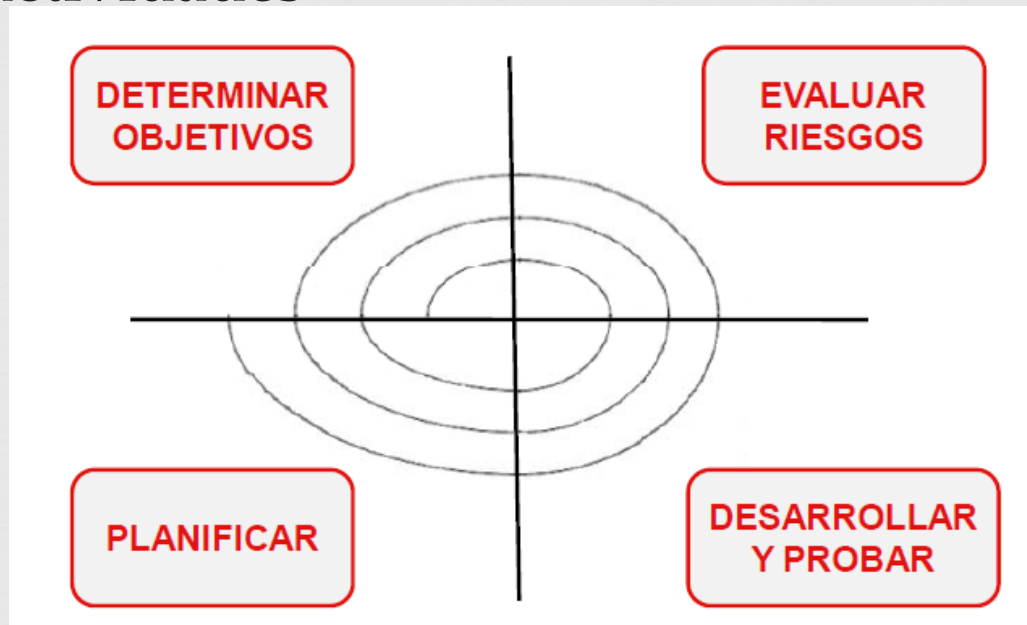 DETERMINAR
OBJETIVOS
EVALUAR
RIESGOS
PLANIFICAR
DESARROLLAR
Y PROBAR